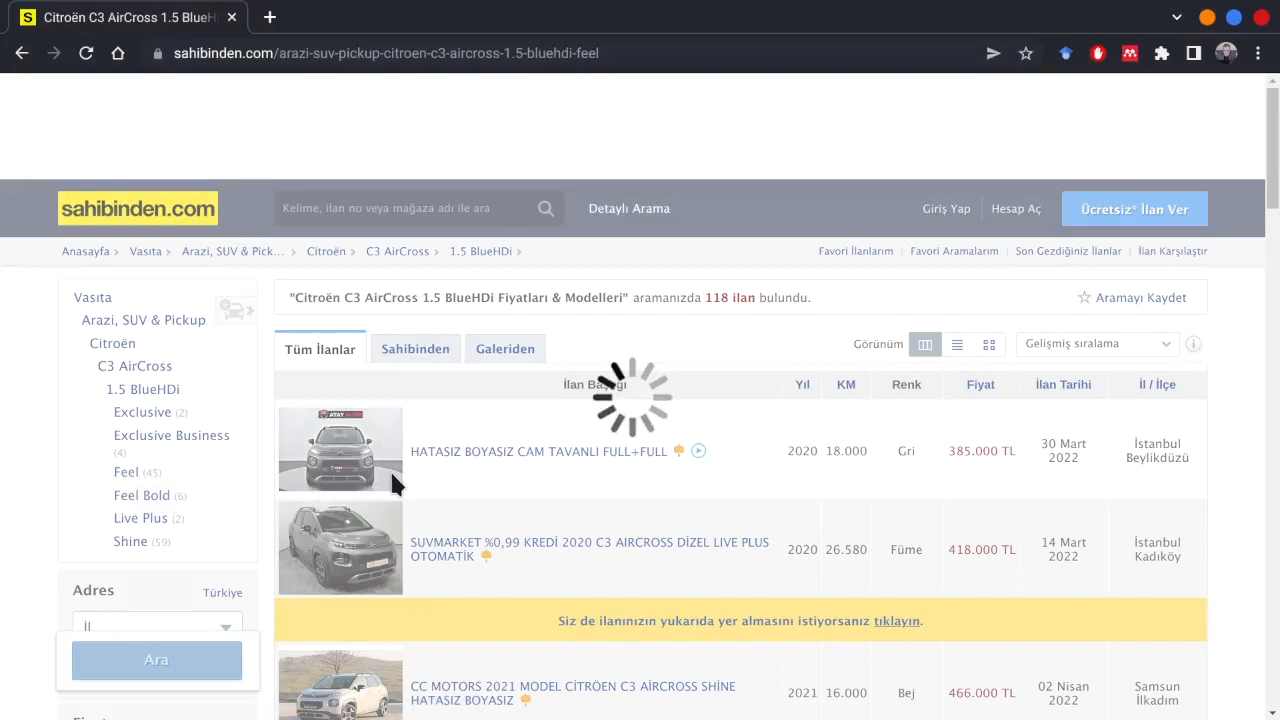 Citroën C3 AirCross 1.5 BlueH
sahibinden.com/arazi-suv-pickup-citroen-c3-aircross-1.5-bluehdi-feel
sahibinden.com
Kelime, ilan no veya mağaza adı ile ara
Detaylı Arama
Giriş Yap
Hesap Aç
Ücretsiz* İlan Ver
Anasayfa
Vasıta
Arazi, SUV & Pick...
Citroën
C3 AirCross
1.5 BlueHDi
Favori İlanlarım
Favori Aramalarım
Son Gezdiğiniz İlanlar
İlan Karşılaştır
Vasıta
Arazi, SUV & Pickup
Citroën
C3 AirCross
1.5 BlueHDi
Exclusive (2)
Exclusive Business
(4)
Feel (45)
Feel Bold (6)
Live Plus (2)
Shine (59)
Adres
Türkiye
İl
Ara
"Citroën C3 AirCross 1.5 BlueHDi Fiyatları & Modelleri" aramanızda 118 ilan bulundu.
Aramayı Kaydet
Tüm İlanlar
Sahibinden
Galeriden
Görünüm
Gelişmiş sıralama
İlan Başlığı
Yıl
KM
Renk
Fiyat
İlan Tarihi
İl / İlçe
ATAY AUTO
HATASIZ BOYASIZ CAM TAVANLI FULL+FULL
2020
18.000
Gri
385.000 TL
30 Mart
2022
İstanbul
Beylikdüzü
SUVMARKET %0,99 KREDİ 2020 C3 AIRCROSS DİZEL LIVE PLUS
OTOMATİK
2020
26.580
Füme
418.000 TL
14 Mart
2022
İstanbul
Kadıköy
Siz de ilanınızın yukarıda yer almasını istiyorsanız tıklayın.
CC MOTORS 2021 MODEL CİTRÖEN C3 AİRCROSS SHİNE
HATASIZ BOYASIZ
2021
16.000
Bej
466.000 TL
02 Nisan
2022
Samsun
İlkadım